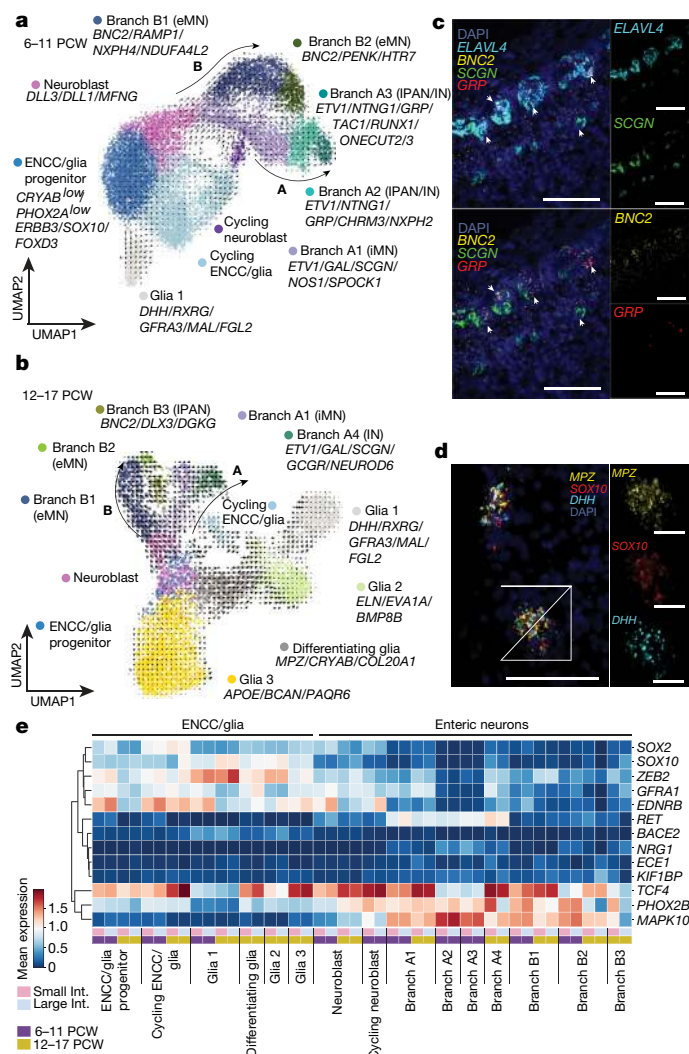 a
6–11 PCW
Branch B1 (eMN)
BNC2/RAMP1/
NXPH4/NDUFA4L2
B
Branch B2 (eMN)
BNC2/PENK/HTR7
Neuroblast
DLL3/DLL1/MFNG
Branch A3 (IPAN/IN)
ETV1/NTNG1/GRP/
TAC1/RUNX1/
ONECUT2/3
ENCC/glia
progenitor
CRYAB low/
PHOX2A low
ERBB3/SOX10/
FOXD3
A
Branch A2 (IPAN/IN)
ETV1/NTNG1/
GRP/CHRM3/NXPH2
Cycling
neuroblast
Cycling
ENCC/glia
Branch A1 (iMN)
ETV1/GAL/SCGN/
NOS1/SPOCK1
Glia 1
DHH/RXRG/
GFRA3/MAL/FGL2
UMAP2
UMAP1
b
12–17 PCW
Branch B3 (IPAN)
BNC2/DLX3/DGKG
Branch A1 (iMN)
Branch B2
(eMN)
Branch A4 (IN)
ETV1/GAL/SCGN/
GCGR/NEUROD6
A
B
Branch B1
(eMN)
Cycling
ENCC/glia
Glia 1
DHH/RXRG/
GFRA3/MAL/
FGL2
Neuroblast
Glia 2
ELN/EVA1A/
BMP8B
ENCC/glia
progenitor
Differentiating glia
MPZ/CRYAB/COL20A1
Glia 3
APOE/BCAN/PAQR6
UMAP2
UMAP1
c
DAPI
ELAVL4
BNC2
SCGN
GRP
ELAVL4
SCGN
DAPI
BNC2
SCGN
GRP
BNC2
GRP
d
MPZ
SOX10
DHH
DAPI
MPZ
SOX10
DHH
e
ENCC/glia
Enteric neurons
SOX2
SOX10
ZEB2
GFRA1
EDNRB
RET
BACE2
NRG1
ECE1
KIF1BP
TCF4
PHOX2B
MAPK10
Mean expression
1.5
1.0
0.5
0
Small Int.
Large Int.
6–11 PCW
12–17 PCW
ENCC/glia
progenitor
Cycling ENCC/
glia
Glia 1
Differentiating glia
Glia 2
Glia 3
Neuroblast
Cycling neuroblast
Branch A1
Branch A2
Branch A3
Branch A4
Branch B1
Branch B2
Branch B3